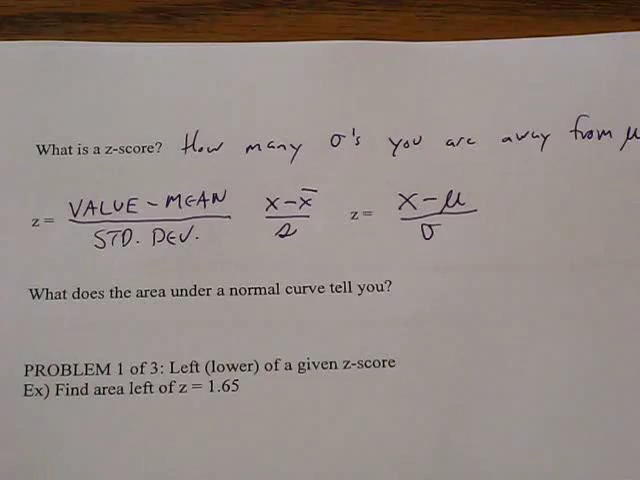 What is a z-score? How many σ's you are away from μ
z = VALUE - MEAN / STD. DEV. x - x̄ / s z = x - μ / σ
What does the area under a normal curve tell you?
PROBLEM 1 of 3: Left (lower) of a given z-score
Ex) Find area left of z = 1.65